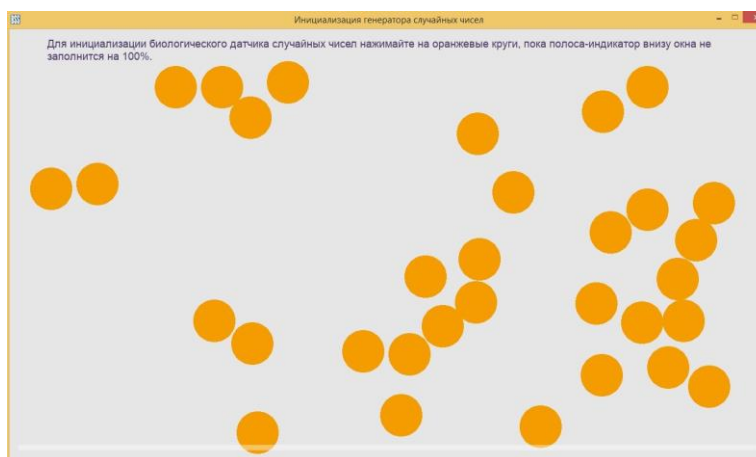 Инициализация генератора случайных чисел
Для инициализации биологического датчика случайных чисел нажимайте на оранжевые круги, пока полоса-индикатор внизу окна не
заполнится на 100%.